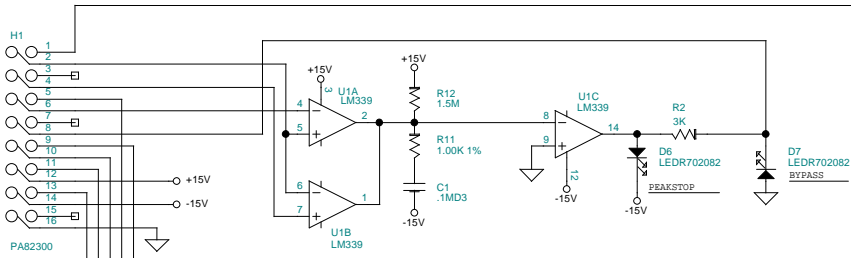 H1
1
2
3
4
5
6
7
8
9
10
11
12
13
14
15
16
PA82300
+15V
-15V
+15V
3
U1A
LM339
4
5
2
6
7
1
U1B
LM339
+15V
R12
1.5M
R11
1.00K 1%
C1
.1MD3
-15V
U1C
LM339
8
9
14
12
-15V
R2
3K
D6
LEDR702082
PEAKSTOP
-15V
D7
LEDR702082
BYPASS